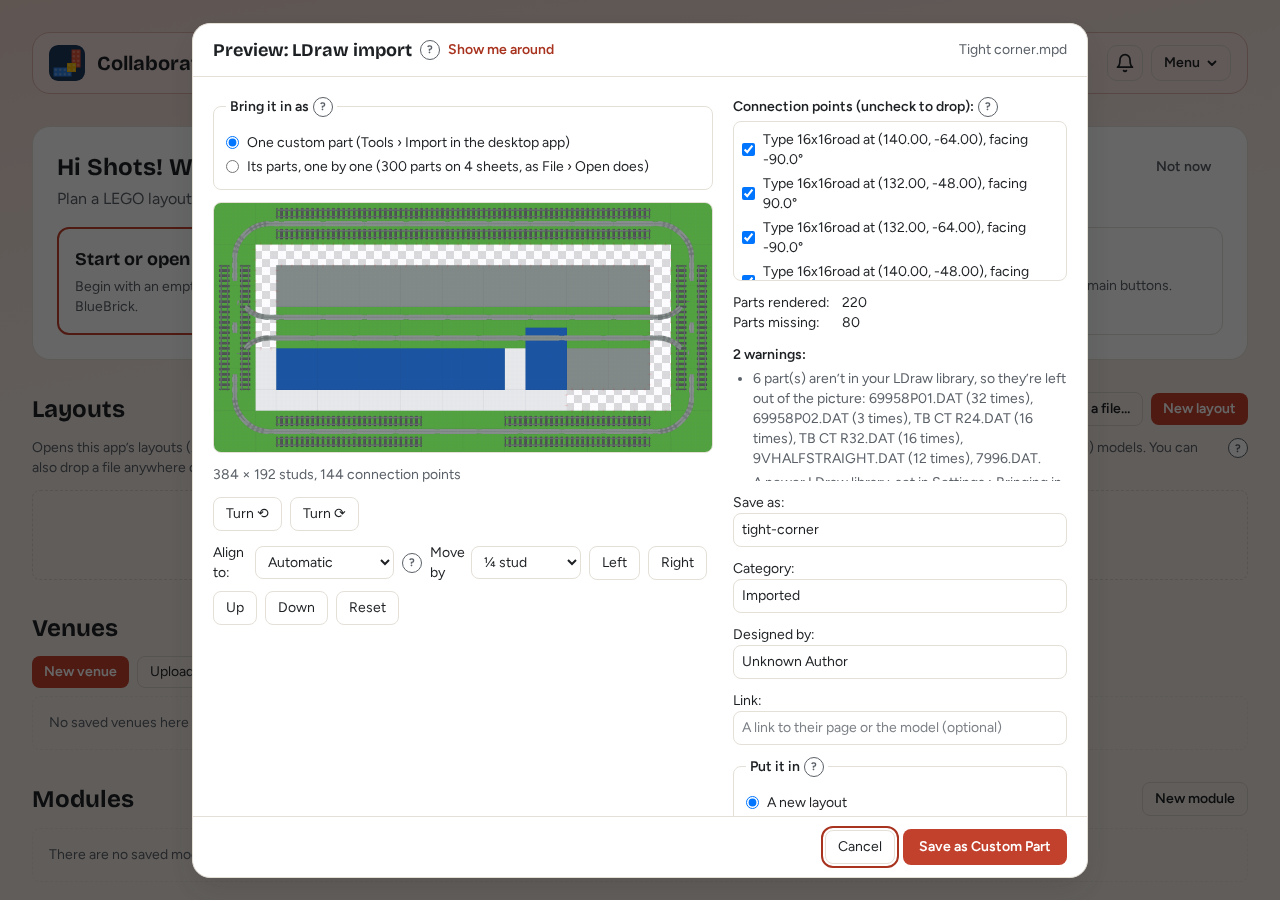 Preview: LDraw import ? Show me around Tight corner.mpd
Collabora
Menu
Hi Shots! W
Plan a LEGO layout
Not now
Start or open
Begin with an empt
BlueBrick.
main buttons.
Layouts
a file... New layout
Opens this app's layouts (
) models. You can ?
also drop a file anywhere o
Venues
New venue Upload
No saved venues here
Modules
New module
There are no saved mo
Bring it in as ?
One custom part (Tools › Import in the desktop app)
Its parts, one by one (300 parts on 4 sheets, as File › Open does)
384 × 192 studs, 144 connection points
Turn ⟲ Turn ⟳
Align to: Automatic ? Move by ¼ stud Left Right
Up Down Reset
Connection points (uncheck to drop): ?
Type 16x16road at (140.00, -64.00), facing
-90.0°
Type 16x16road at (132.00, -48.00), facing
90.0°
Type 16x16road at (132.00, -64.00), facing
-90.0°
Type 16x16road at (140.00, -48.00), facing
Parts rendered: 220
Parts missing: 80
2 warnings:
• 6 part(s) aren't in your LDraw library, so they're left
out of the picture: 69958P01.DAT (32 times),
69958P02.DAT (3 times), TB CT R24.DAT (16
times), TB CT R32.DAT (16 times),
9VHALFSTRAIGHT.DAT (12 times), 7996.DAT.
Save as:
tight-corner
Category:
Imported
Designed by:
Unknown Author
Link:
A link to their page or the model (optional)
Put it in ?
A new layout
Cancel Save as Custom Part